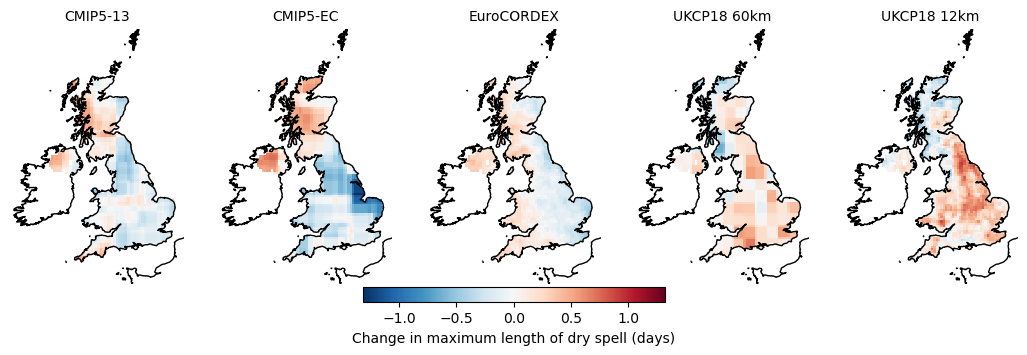 CMIP5-13 CMIP5-EC EuroCORDEX UKCP18 60km UKCP18 12km
−1.0 −0.5 0.0 0.5 1.0
Change in maximum length of dry spell (days)